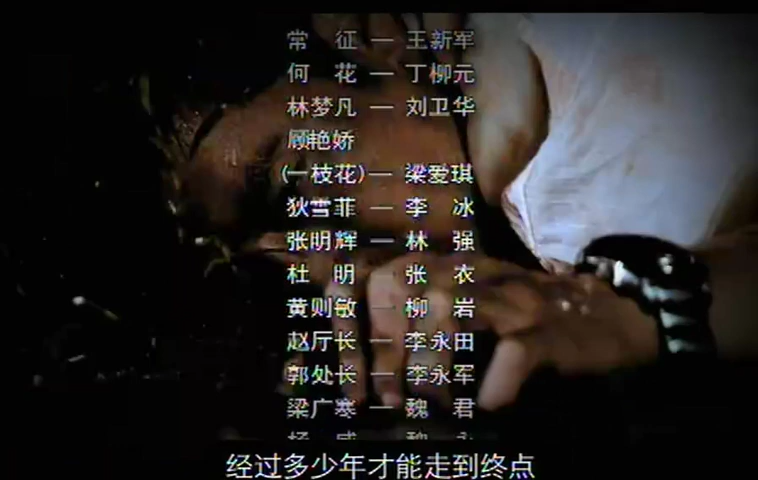 常 征 — 王新军
何 花 — 丁柳元
林梦凡 — 刘卫华
顾艳娇
(一枝花) — 梁爱琪
狄雪菲 — 李 冰
张明辉 — 林 强
杜 明 — 张 衣
黄则敏 — 柳 岩
赵厅长 — 李永田
郭处长 — 李永军
梁广寒 — 魏 君
经过多少年才能走到终点